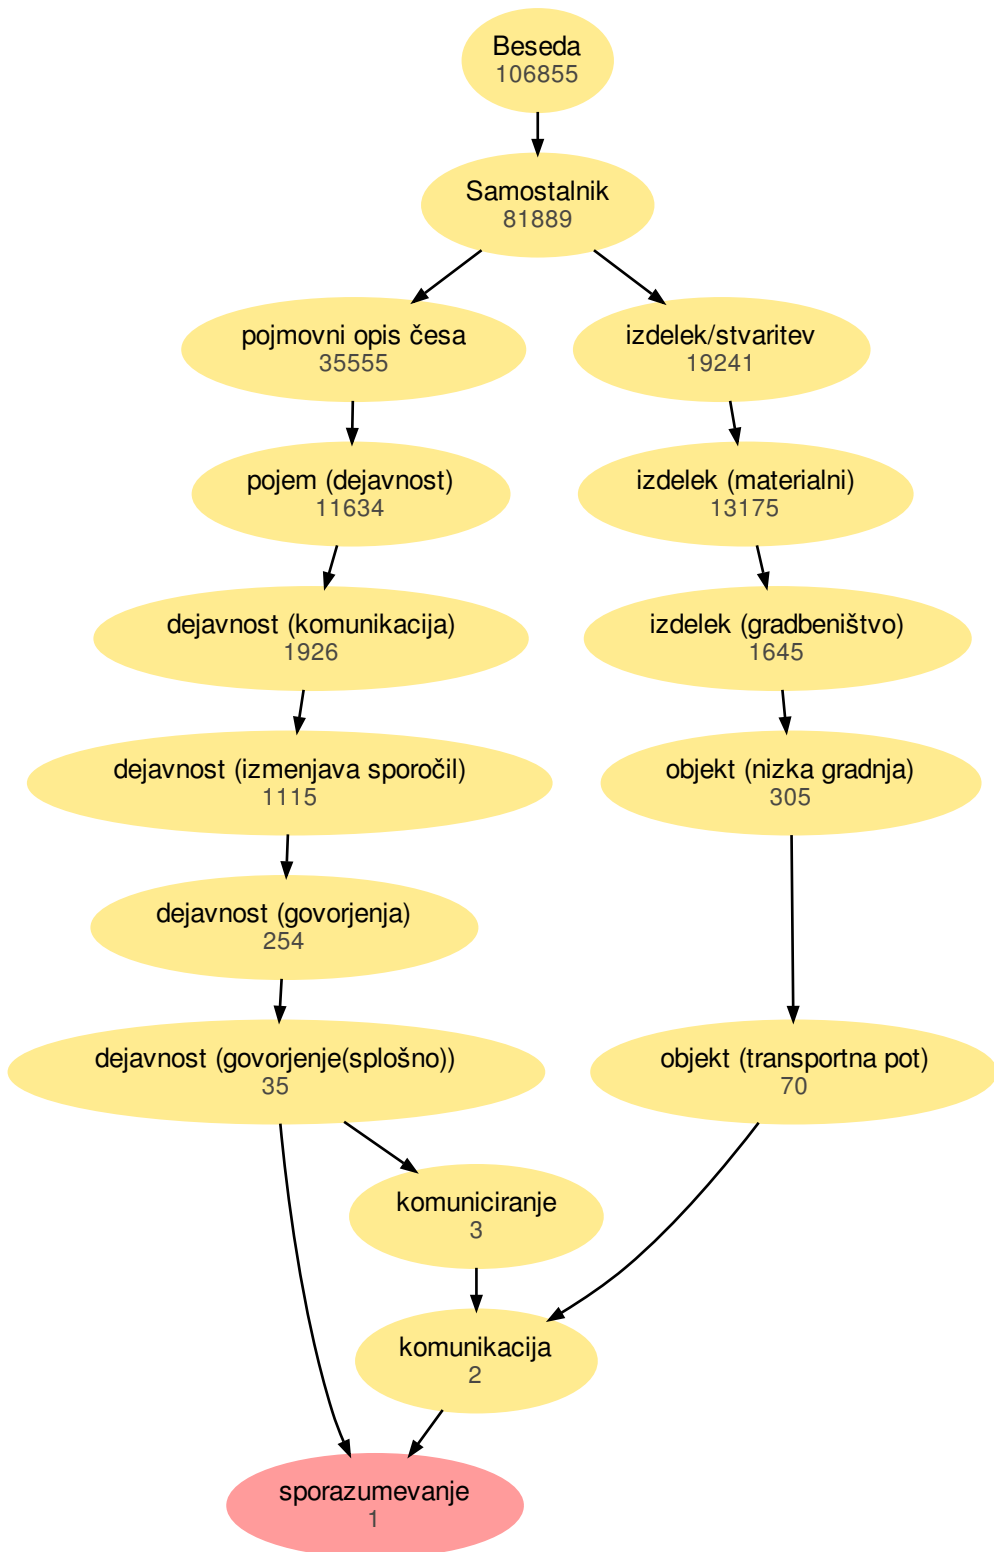 Beseda
106855
Samostalnik
81889
pojmovni opis česa
35555
izdelek/stvaritev
19241
pojem (dejavnost)
11634
izdelek (materialni)
13175
dejavnost (komunikacija)
1926
izdelek (gradbeništvo)
1645
dejavnost (izmenjava sporočil)
1115
objekt (nizka gradnja)
305
dejavnost (govorjenja)
254
dejavnost (govorjenje(splošno))
35
objekt (transportna pot)
70
komuniciranje
3
komunikacija
2
sporazumevanje
1